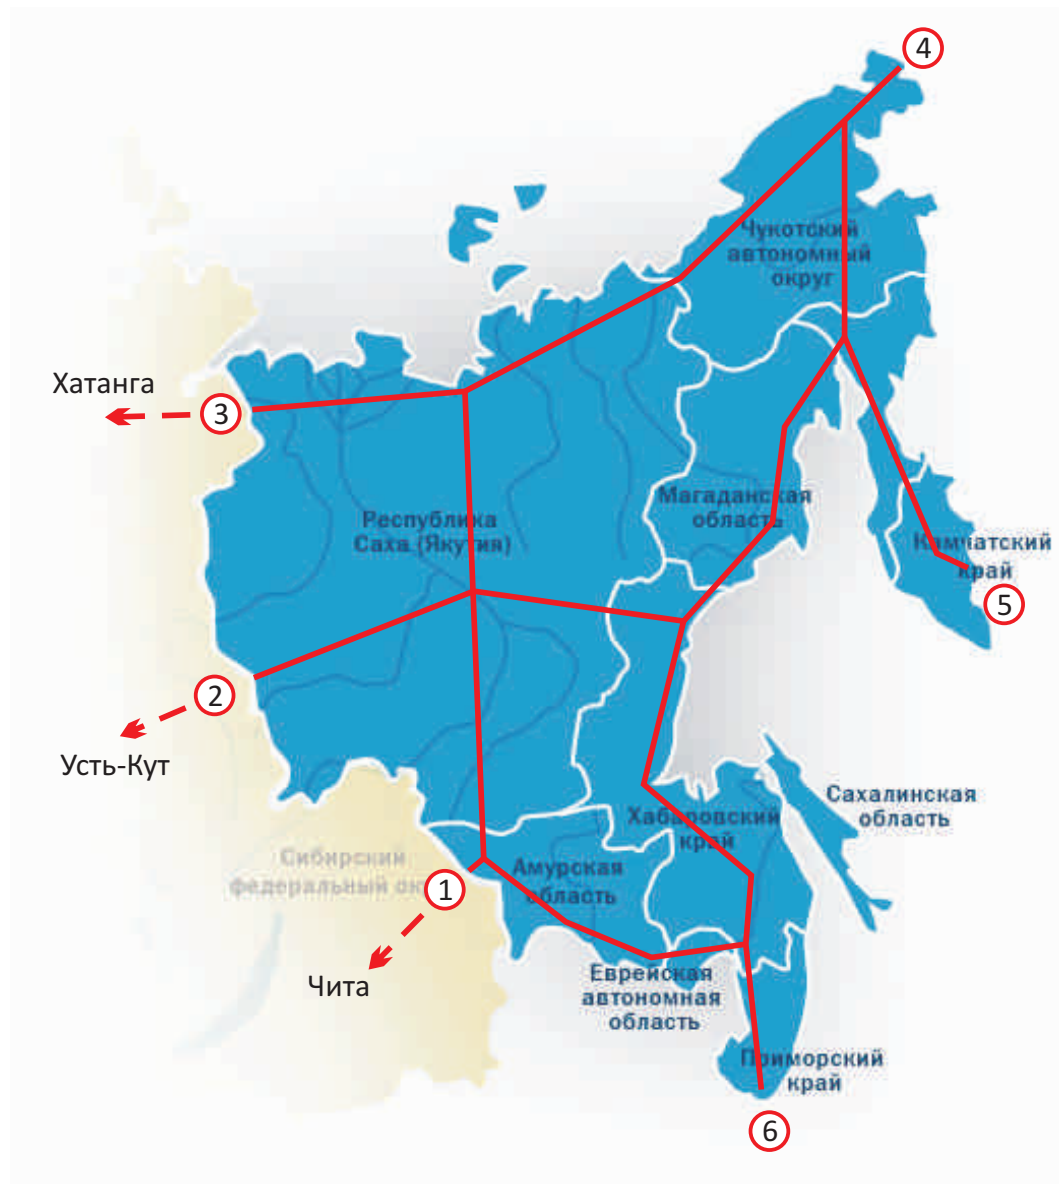 4
Чукотский
автономный
округ
Хатанга
3
Республика
Саха (Якутия)
Магаданская
область
Камчатский
край
5
2
Усть-Кут
Сахалинская
область
Хабаровский
край
Сибирский
федеральный ок
1
Амурская
область
Чита
Еврейская
автономная
область
Приморский
край
6